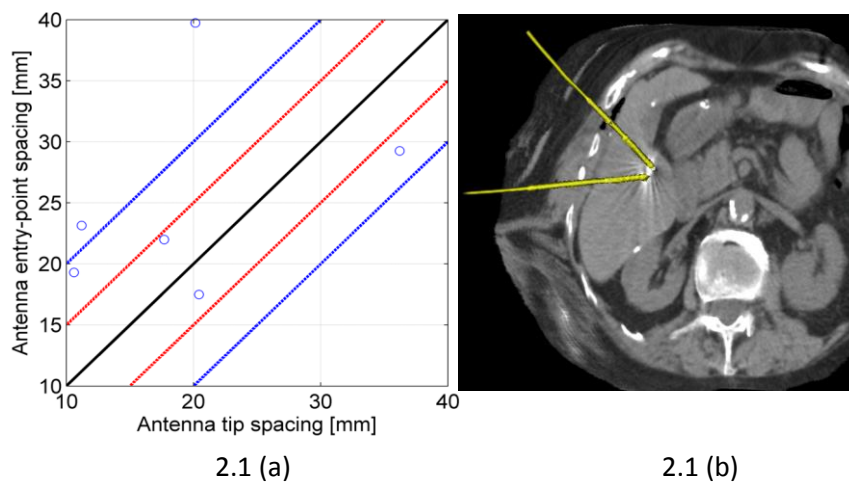 Antenna entry-point spacing [mm]
40
35
30
25
20
15
10
10
20
30
40
Antenna tip spacing [mm]
2.1 (a)
2.1 (b)